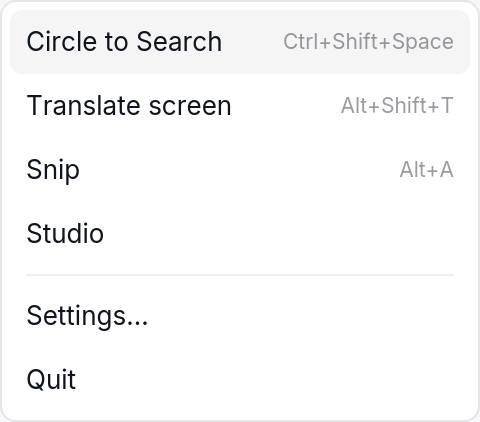 Circle to Search Ctrl+Shift+Space
Translate screen Alt+Shift+T
Snip Alt+A
Studio
Settings...
Quit